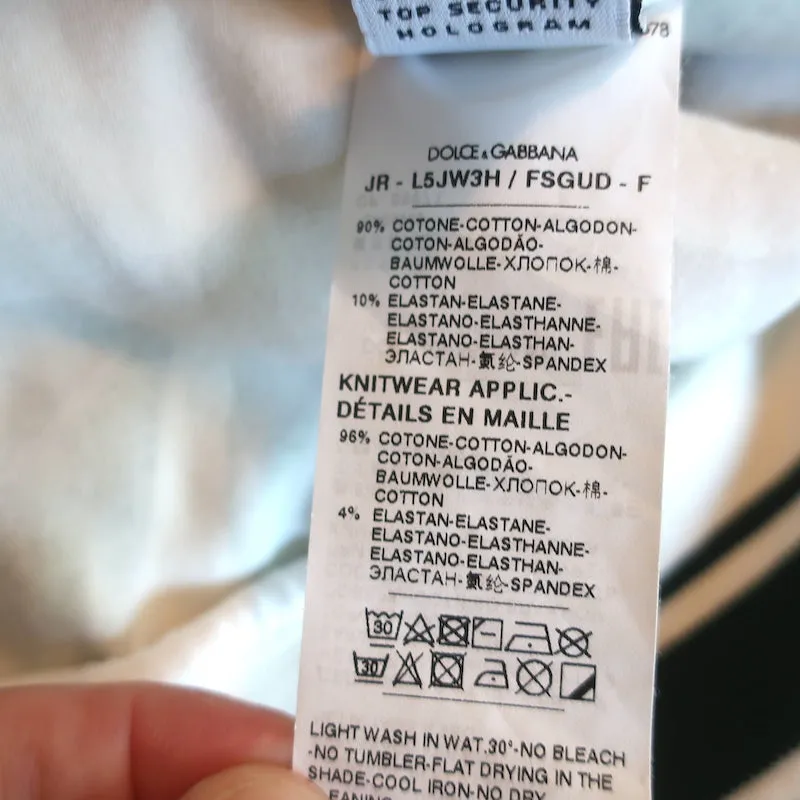 TOP SECURITY
HOLOGRAM
DOLCE & GABBANA
JR - L5JW3H / FSGUD - F
90% COTONE-COTTON-ALGODON-
COTON-ALGODÃO-
BAUMWOLLE-ХЛОПОК-棉-
COTTON
10% ELASTAN-ELASTANE-
ELASTANO-ELASTHANNE-
ELASTANO-ELASTHAN-
ЭЛАСТАН-氨纶-SPANDEX
KNITWEAR APPLIC.-
DÉTAILS EN MAILLE
96% COTONE-COTTON-ALGODON-
COTON-ALGODÃO-
BAUMWOLLE-ХЛОПОК-棉-
COTTON
4% ELASTAN-ELASTANE-
ELASTANO-ELASTHANNE-
ELASTANO-ELASTHAN-
ЭЛАСТАН-氨纶-SPANDEX
30
30
LIGHT WASH IN WAT.30°-NO BLEACH
-NO TUMBLER-FLAT DRYING IN THE
SHADE-COOL IRON-NO DRY